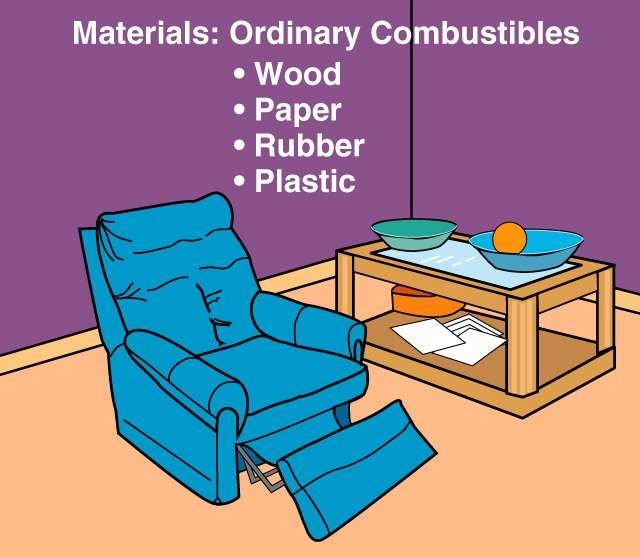 Materials: Ordinary Combustibles
• Wood
• Paper
• Rubber
• Plastic